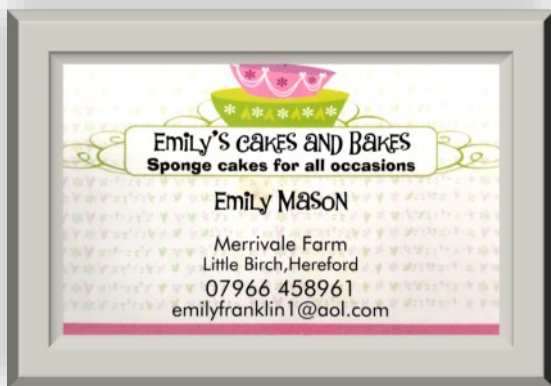 Emily's Cakes and Bakes
Sponge cakes for all occasions
Emily Mason
Merrivale Farm
Little Birch,Hereford
07966 458961
emilyfranklin1@aol.com